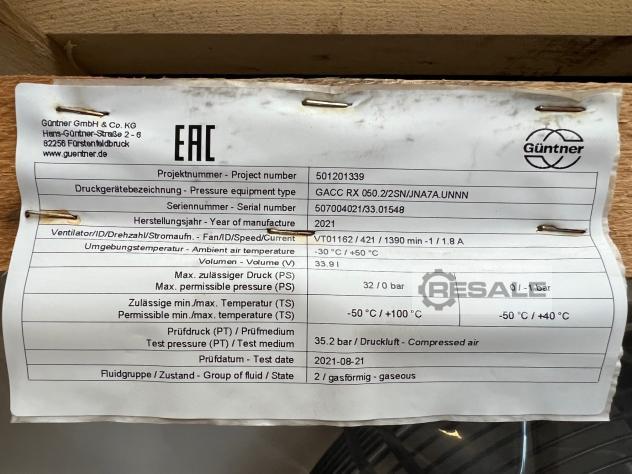 Güntner GmbH & Co. KG
Hans-Güntner-Straße 2 - 6
82256 Fürstenfeldbruck
www.guentner.de
EAC
Güntner
Projektnummer - Project number 501201339
Druckgerätebezeichnung - Pressure equipment type GACC RX 050.2/2SN/JNA7A.UNNN
Seriennummer - Serial number 507004021/33.01548
Herstellungsjahr - Year of manufacture 2021
Ventilator/ID/Drehzahl/Stromaufn. - Fan/ID/Speed/Current VT01162 / 421 / 1390 min -1 / 1.8 A
Umgebungstemperatur - Ambient air temperature -30 °C / +50 °C
Volumen - Volume (V) 33.9 l
Max. zulässiger Druck (PS)
Max. permissible pressure (PS) 32 / 0 bar 0 / -1 bar
RESALE
Zulässige min./max. Temperatur (TS)
Permissible min./max. temperature (TS) -50 °C / +100 °C -50 °C / +40 °C
Prüfdruck (PT) / Prüfmedium
Test pressure (PT) / Test medium 35.2 bar / Druckluft - Compressed air
Prüfdatum - Test date 2021-08-21
Fluidgruppe / Zustand - Group of fluid / State 2 / gasförmig - gaseous